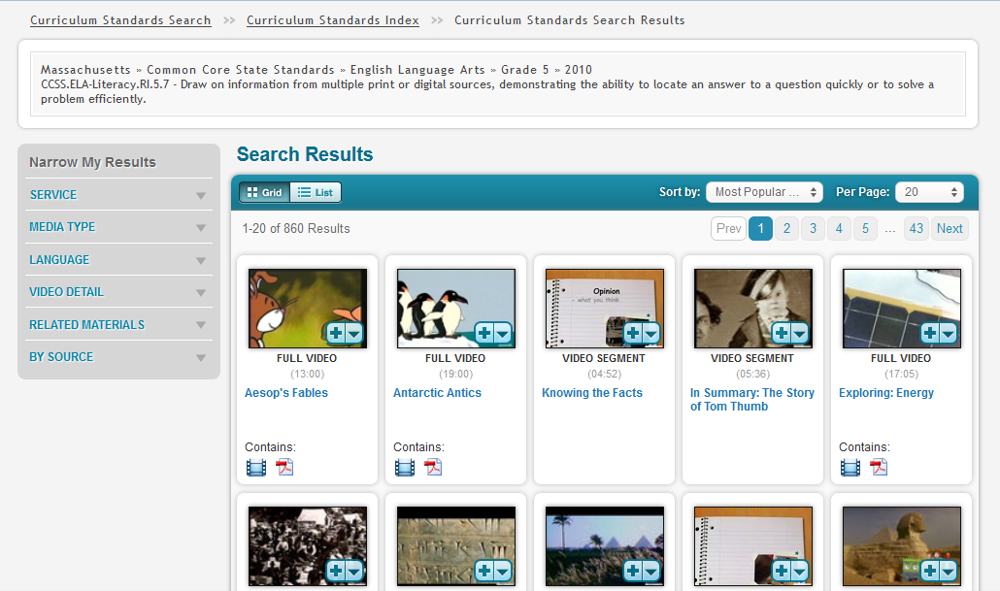 Curriculum Standards Search >> Curriculum Standards Index >> Curriculum Standards Search Results
Massachusetts » Common Core State Standards » English Language Arts » Grade 5 » 2010
CCSS.ELA-Literacy.RI.5.7 - Draw on information from multiple print or digital sources, demonstrating the ability to locate an answer to a question quickly or to solve a
problem efficiently.
Narrow My Results
SERVICE
MEDIA TYPE
LANGUAGE
VIDEO DETAIL
RELATED MATERIALS
BY SOURCE
Search Results
Grid List Sort by: Most Popular ... Per Page: 20
1-20 of 860 Results Prev 1 2 3 4 5 ... 43 Next
Opinion
- what you think
FULL VIDEO FULL VIDEO VIDEO SEGMENT VIDEO SEGMENT FULL VIDEO
(13:00) (19:00) (04:52) (05:36) (17:05)
Aesop's Fables Antarctic Antics Knowing the Facts In Summary: The Story Exploring: Energy
of Tom Thumb
Contains: Contains: Contains: